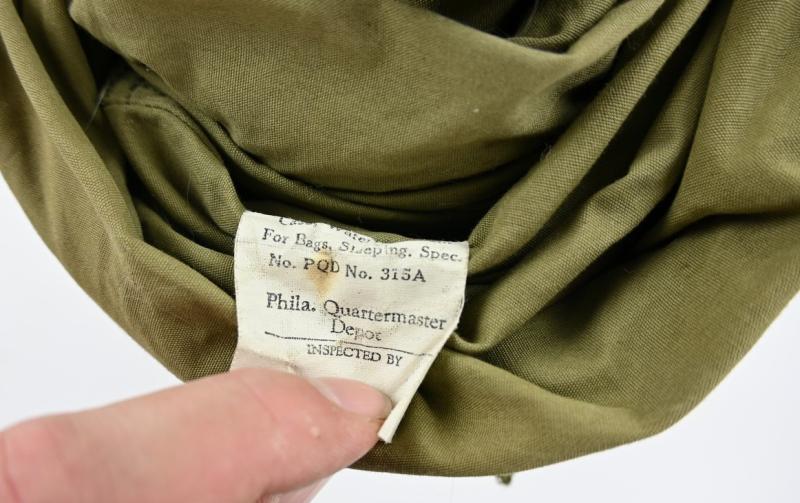 For Bags, Sleeping, Spec.
No. PQD No. 315A
Phila. Quartermaster
Depot
INSPECTED BY